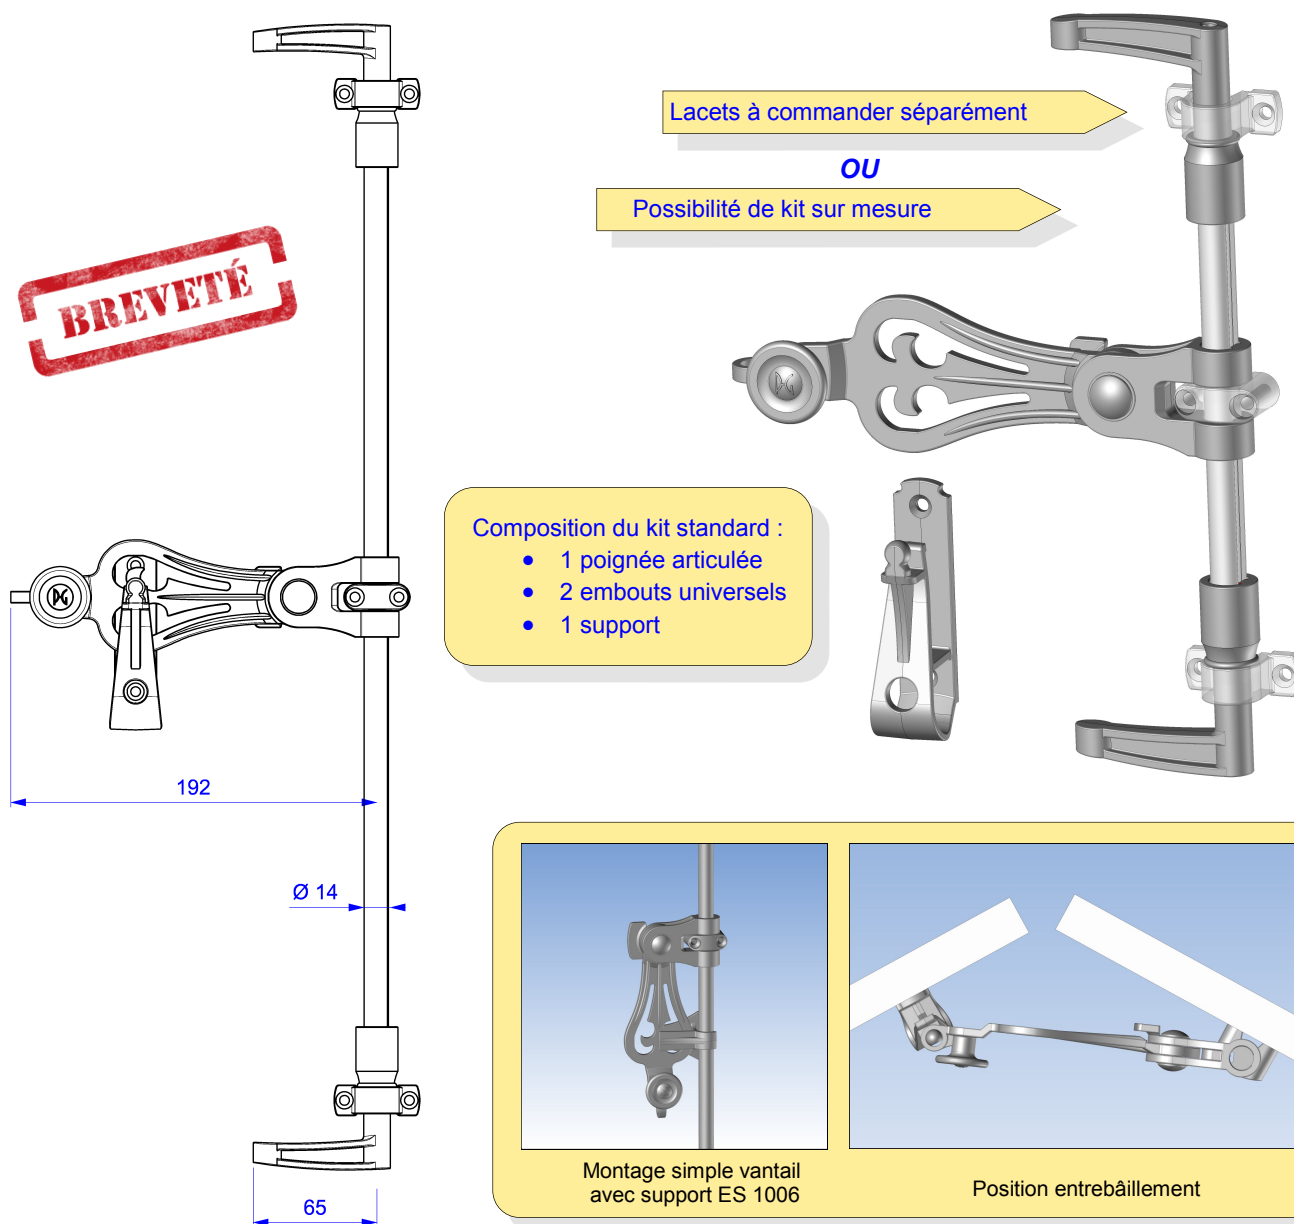 Lacets à commander séparément
OU
Possibilité de kit sur mesure
BREVETÉ
Composition du kit standard :
• 1 poignée articulée
• 2 embouts universels
• 1 support
192
Ø 14
65
Montage simple vantail
avec support ES 1006
Position entrebâillement